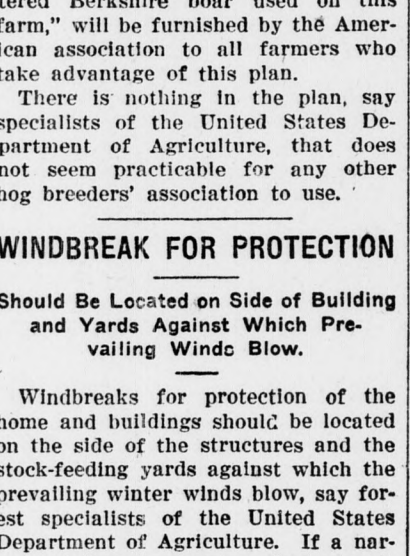 tered Berkshire boar used on this
farm," will be furnished by the Amer-
ican association to all farmers who
take advantage of this plan.
There is nothing in the plan, say
specialists of the United States De-
partment of Agriculture, that does
not seem practicable for any other
hog breeders' association to use.
WINDBREAK FOR PROTECTION
Should Be Located on Side of Building
and Yards Against Which Pre-
vailing Winds Blow.
Windbreaks for protection of the
home and buildings should be located
on the side of the structures and the
stock-feeding yards against which the
prevailing winter winds blow, say for-
est specialists of the United States
Department of Agriculture. If a nar-